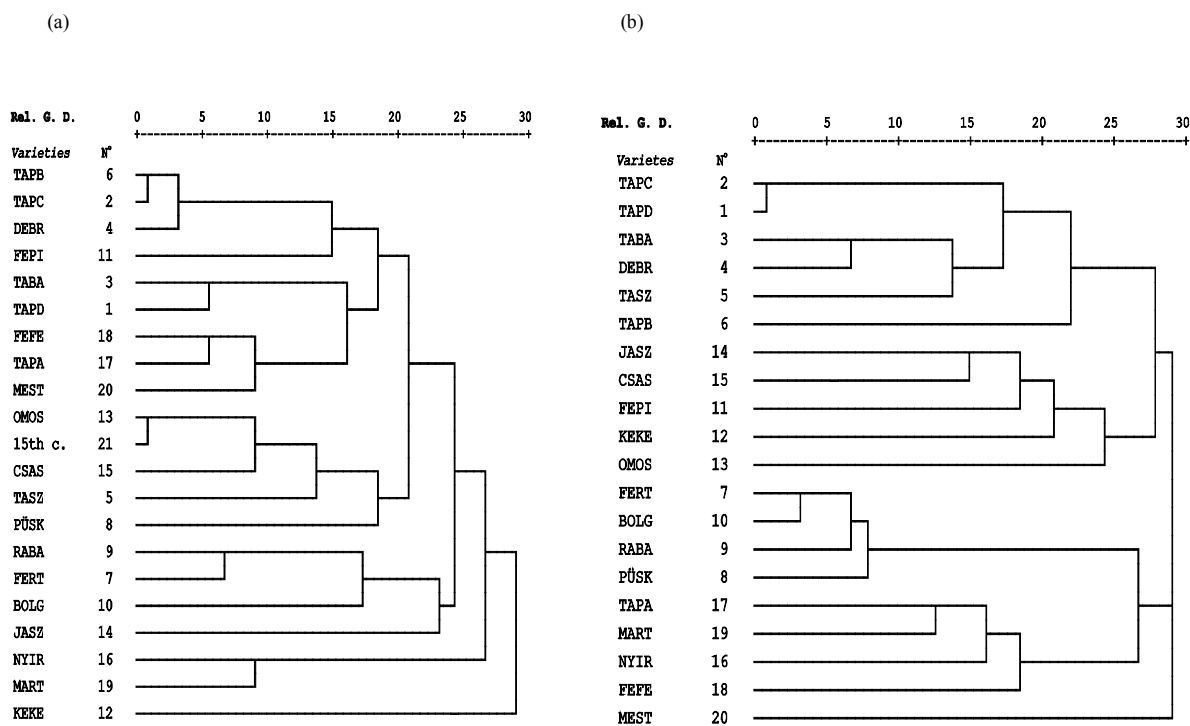 (a)
Rel. G. D. 0 5 10 15 20 25 30
Varieties N°
TAPB 6
TAPC 2
DEBR 4
FEPI 11
TABA 3
TAPD 1
FEFE 18
TAPA 17
MEST 20
OMOS 13
15th c. 21
CSAS 15
TASZ 5
PÜSK 8
RABA 9
FERT 7
BOLG 10
JASZ 14
NYIR 16
MART 19
KEKE 12
(b)
Rel. G. D. 0 5 10 15 20 25 30
Varietes N°
TAPC 2
TAPD 1
TABA 3
DEBR 4
TASZ 5
TAPB 6
JASZ 14
CSAS 15
FEPI 11
KEKE 12
OMOS 13
FERT 7
BOLG 10
RABA 9
PÜSK 8
TAPA 17
MART 19
NYIR 16
FEFE 18
MEST 20